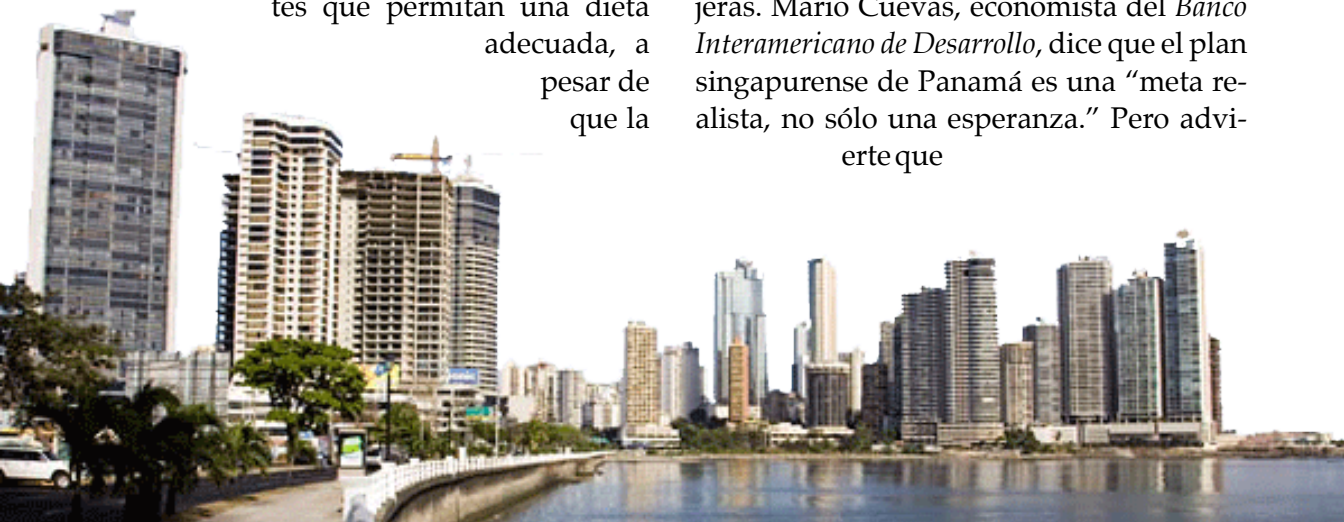 tes que permitan una dieta
adecuada, a
pesar de
que la
jeras. Mario Cuevas, economista del Banco
Interamericano de Desarrollo, dice que el plan
singapurense de Panamá es una “meta re-
alista, no sólo una esperanza.” Pero advi-
erte que